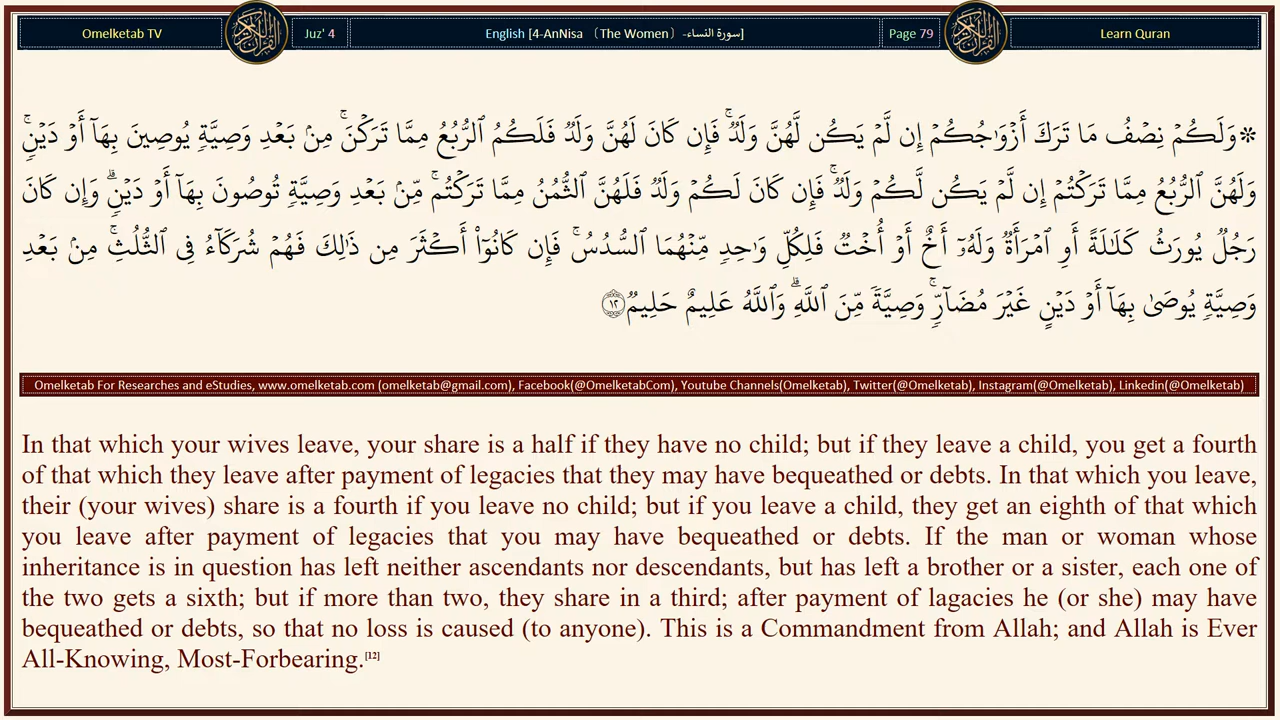 Omelketab TV
Juz' 4
English [4-AnNisa （The Women） -سورة النساء]
Page 79
Learn Quran
۞ وَلَكُمۡ نِصۡفُ مَا تَرَكَ أَزۡوَٰجُكُمۡ إِن لَّمۡ يَكُن لَّهُنَّ وَلَدٞۚ فَإِن كَانَ لَهُنَّ وَلَدٞ فَلَكُمُ ٱلرُّبُعُ مِمَّا تَرَكۡنَۚ مِنۢ بَعۡدِ وَصِيَّةٖ يُوصِينَ بِهَآ أَوۡ دَيۡنٖۚ
وَلَهُنَّ ٱلرُّبُعُ مِمَّا تَرَكۡتُمۡ إِن لَّمۡ يَكُن لَّكُمۡ وَلَدٞۚ فَإِن كَانَ لَكُمۡ وَلَدٞ فَلَهُنَّ ٱلثُّمُنُ مِمَّا تَرَكۡتُمۚ مِّنۢ بَعۡدِ وَصِيَّةٖ تُوصُونَ بِهَآ أَوۡ دَيۡنٖۗ وَإِن كَانَ
رَجُلٞ يُورَثُ كَلَٰلَةً أَوِ ٱمۡرَأَةٞ وَلَهُۥٓ أَخٌ أَوۡ أُخۡتٞ فَلِكُلِّ وَٰحِدٖ مِّنۡهُمَا ٱلسُّدُسُۚ فَإِن كَانُوٓاْ أَكۡثَرَ مِن ذَٰلِكَ فَهُمۡ شُرَكَآءُ فِي ٱلثُّلُثِۚ مِنۢ بَعۡدِ
وَصِيَّةٖ يُوصَىٰ بِهَآ أَوۡ دَيۡنٍ غَيۡرَ مُضَآرّٖۚ وَصِيَّةٗ مِّنَ ٱللَّهِۗ وَٱللَّهُ عَلِيمٌ حَلِيمٞ ١٢
Omelketab For Researches and eStudies, www.omelketab.com (omelketab@gmail.com), Facebook(@OmelketabCom), Youtube Channels(Omelketab), Twitter(@Omelketab), Instagram(@Omelketab), Linkedin(@Omelketab)
In that which your wives leave, your share is a half if they have no child; but if they leave a child, you get a fourth
of that which they leave after payment of legacies that they may have bequeathed or debts. In that which you leave,
their (your wives) share is a fourth if you leave no child; but if you leave a child, they get an eighth of that which
you leave after payment of legacies that you may have bequeathed or debts. If the man or woman whose
inheritance is in question has left neither ascendants nor descendants, but has left a brother or a sister, each one of
the two gets a sixth; but if more than two, they share in a third; after payment of lagacies he (or she) may have
bequeathed or debts, so that no loss is caused (to anyone). This is a Commandment from Allah; and Allah is Ever
All-Knowing, Most-Forbearing.[12]